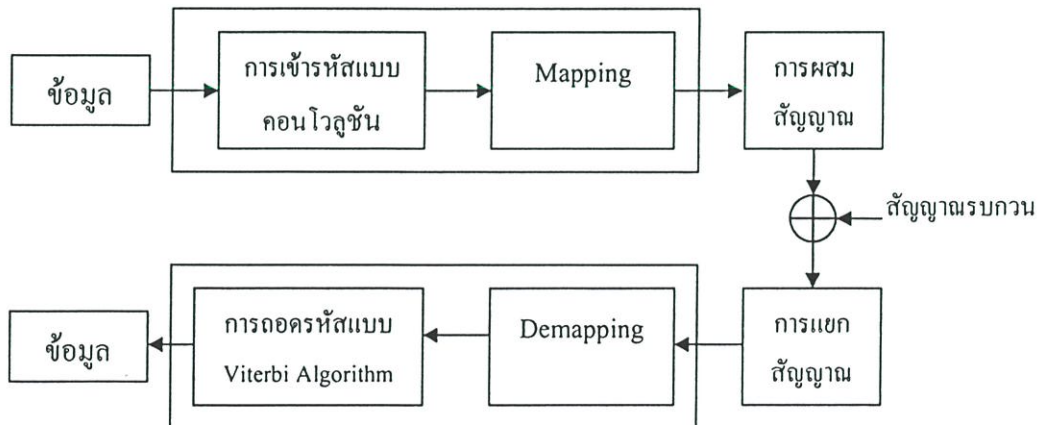 ข้อมูล
การเข้ารหัสแบบ
คอนโวลูชัน
Mapping
การผสม
สัญญาณ
สัญญาณรบกวน
ข้อมูล
การถอดรหัสแบบ
Viterbi Algorithm
Demapping
การแยก
สัญญาณ